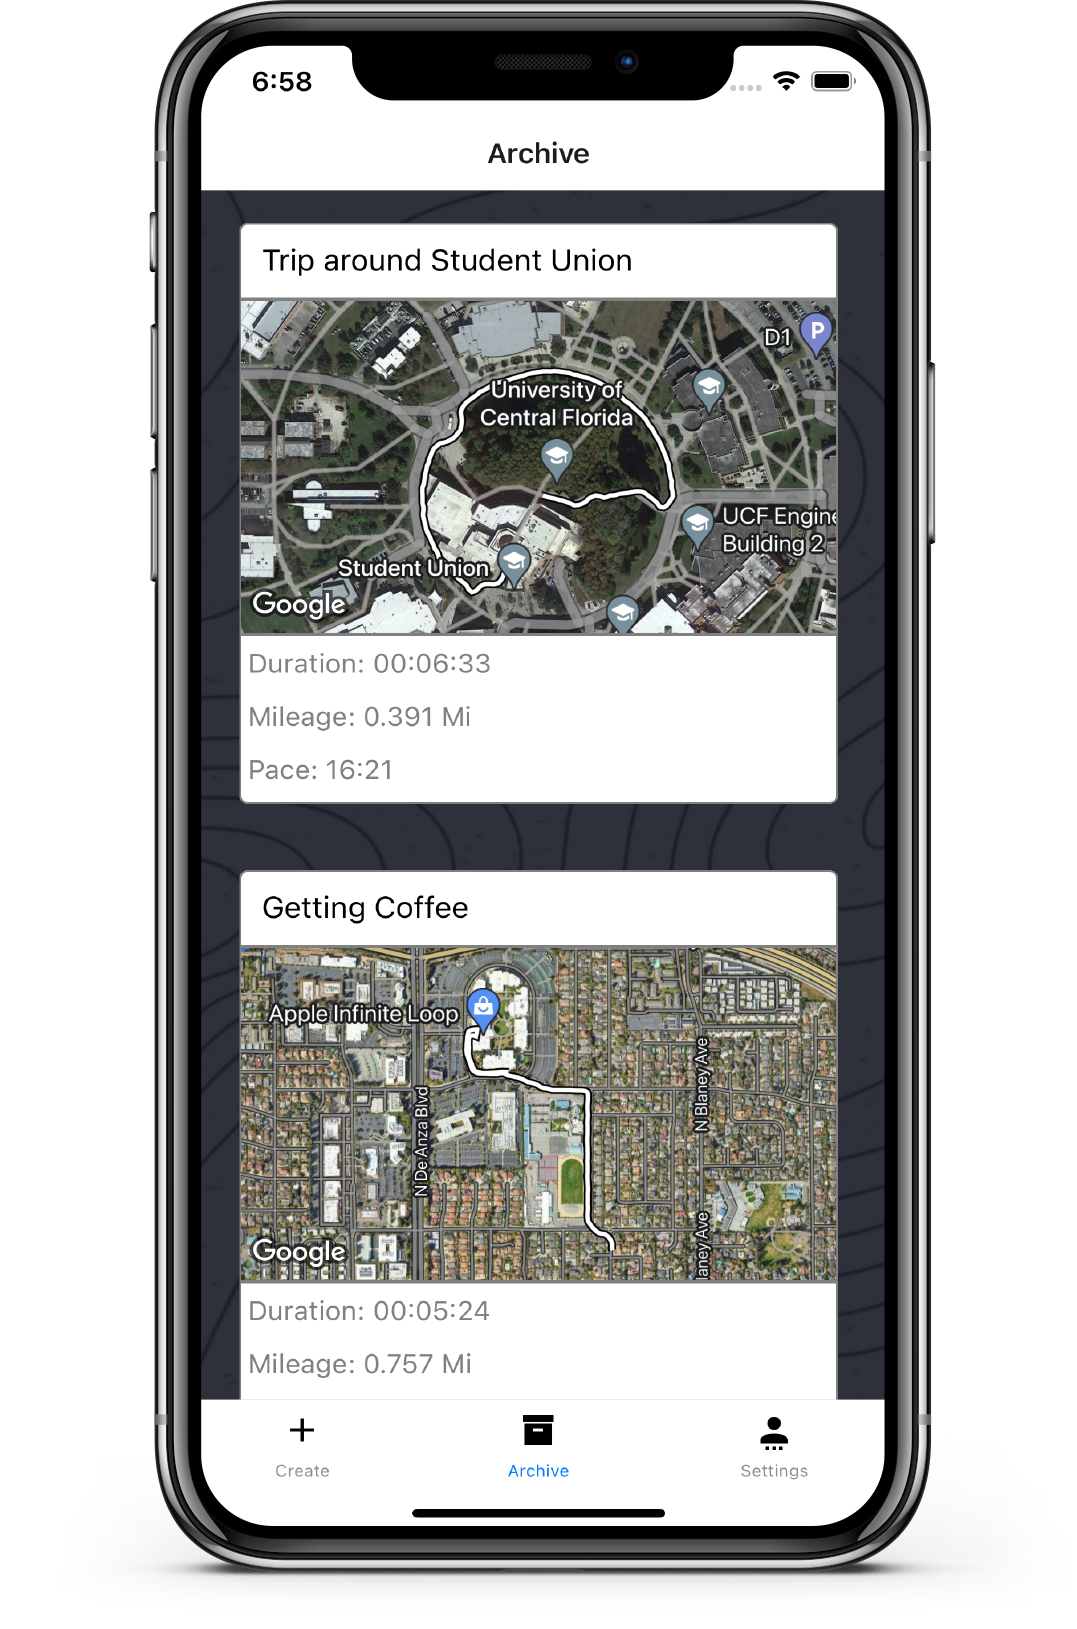 6:58
Archive
Trip around Student Union
D1
P
University of
Central Florida
UCF Engine
Building 2
Student Union
Google
Duration: 00:06:33
Mileage: 0.391 Mi
Pace: 16:21
Getting Coffee
Apple Infinite Loop
N Blaney Ave
N De Anza Blvd
laney Ave
Google
Duration: 00:05:24
Mileage: 0.757 Mi
Create
Archive
Settings